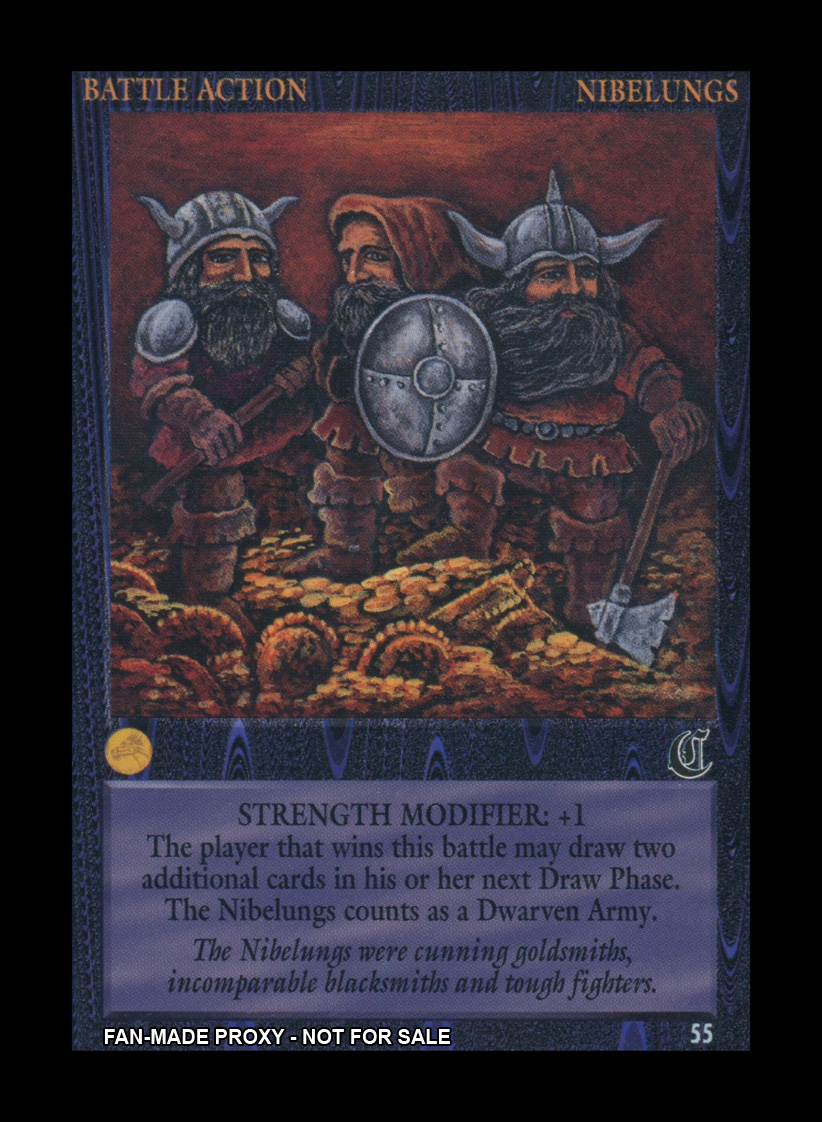 BATTLE ACTION
NIBELUNGS
C
STRENGTH MODIFIER: +1
The player that wins this battle may draw two
additional cards in his or her next Draw Phase.
The Nibelungs counts as a Dwarven Army.
The Nibelungs were cunning goldsmiths,
incomparable blacksmiths and tough fighters.
FAN-MADE PROXY - NOT FOR SALE
55